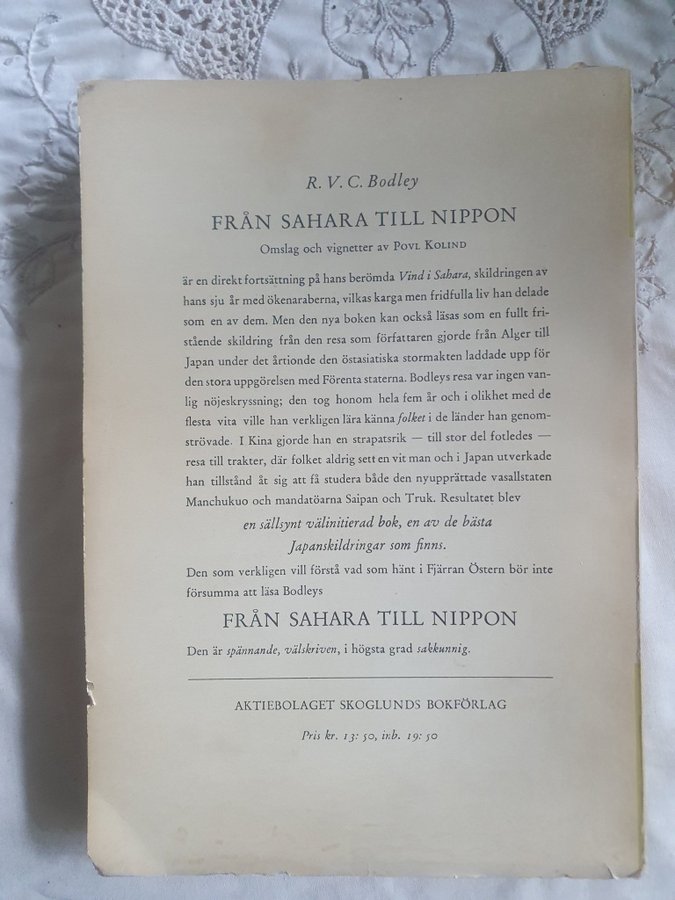 R. V. C. Bodley
FRÅN SAHARA TILL NIPPON
Omslag och vignetter av POVL KOLIND
är en direkt fortsättning på hans berömda Vind i Sahara, skildringen av
hans sju år med ökenaraberna, vilkas karga men fridfulla liv han delade
som en av dem. Men den nya boken kan också läsas som en fullt fri-
stående skildring från den resa som författaren gjorde från Alger till
Japan under det årtionde den östasiatiska stormakten laddade upp för
den stora uppgörelsen med Förenta staterna. Bodleys resa var ingen van-
lig nöjeskryssning; den tog honom hela fem år och i olikhet med de
flesta vita ville han verkligen lära känna folket i de länder han genom-
strövade. I Kina gjorde han en strapatsrik — till stor del fotledes —
resa till trakter, där folket aldrig sett en vit man och i Japan utverkade
han tillstånd åt sig att få studera både den nyupprättade vasallstaten
Manchukuo och mandatöarna Saipan och Truk. Resultatet blev
en sällsynt välinitierad bok, en av de bästa
Japanskildringar som finns.
Den som verkligen vill förstå vad som hänt i Fjärran Östern bör inte
försumma att läsa Bodleys
FRÅN SAHARA TILL NIPPON
Den är spännande, välskriven, i högsta grad sakkunnig.
AKTIEBOLAGET SKOGLUNDS BOKFÖRLAG
Pris kr. 13: 50, inb. 19: 50